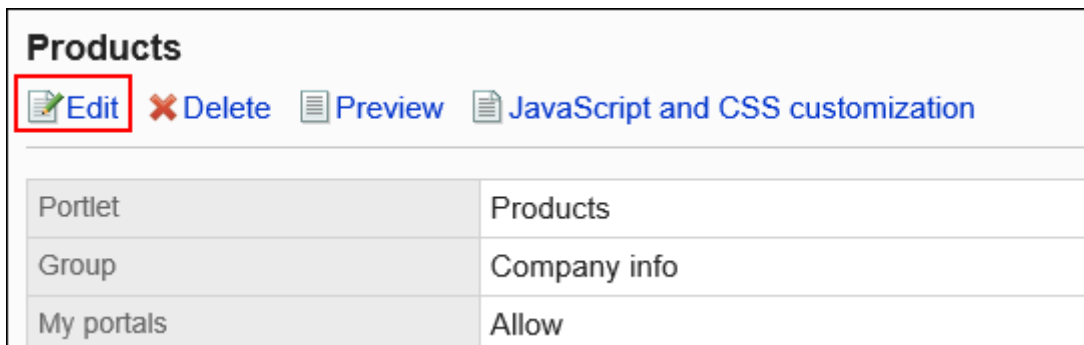 Products
Edit Delete Preview JavaScript and CSS customization
Portlet Products
Group Company info
My portals Allow